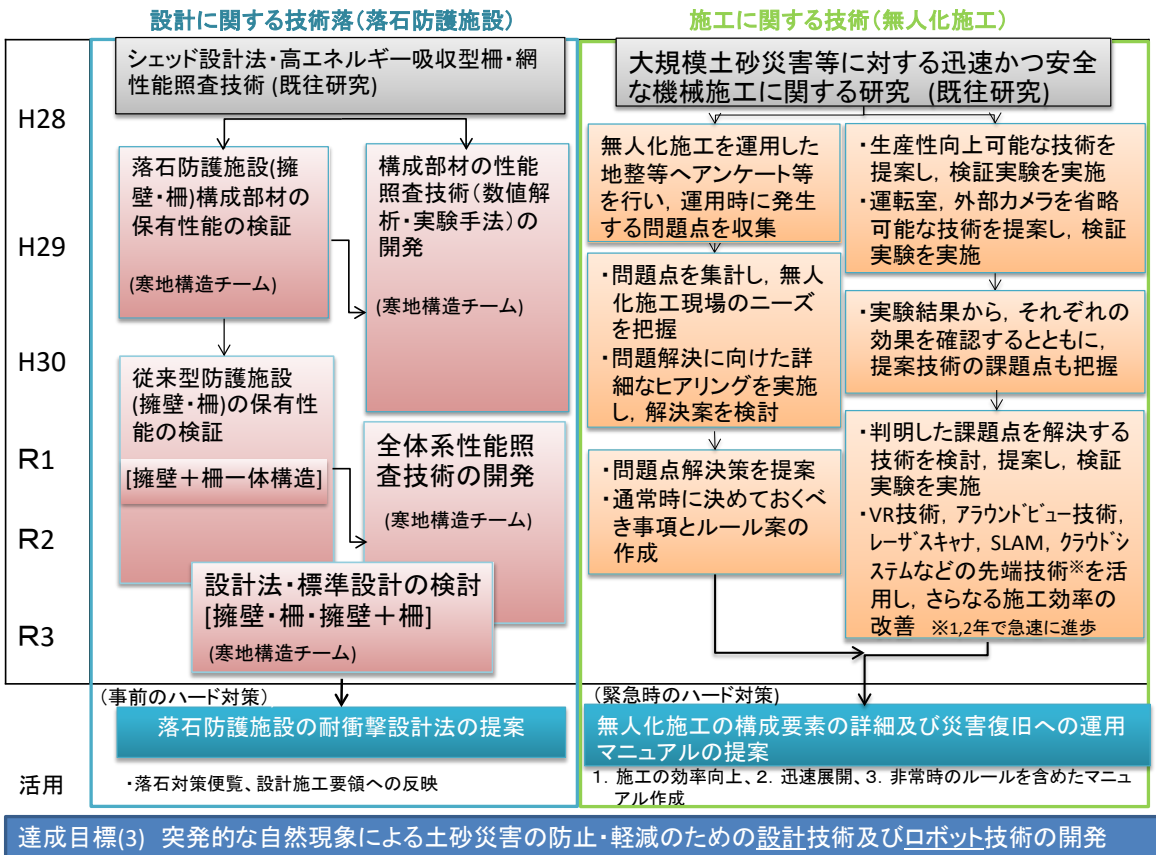 設計に関する技術落(落石防護施設)
施工に関する技術(無人化施工)
H28
H29
H30
R1
R2
R3
活用
シェッド設計法・高エネルギー吸収型柵・網
性能照査技術 (既往研究)
落石防護施設(擁
壁・柵)構成部材の
保有性能の検証
(寒地構造チーム)
構成部材の性能
照査技術(数値解
析・実験手法)の
開発
(寒地構造チーム)
従来型防護施設
(擁壁・柵)の保有性
能の検証
[擁壁+柵一体構造]
全体系性能照
査技術の開発
(寒地構造チーム)
設計法・標準設計の検討
[擁壁・柵・擁壁+柵]
(寒地構造チーム)
(事前のハード対策)
落石防護施設の耐衝撃設計法の提案
・落石対策便覧、設計施工要領への反映
大規模土砂災害等に対する迅速かつ安全
な機械施工に関する研究 (既往研究)
無人化施工を運用した
地整等へアンケート等
を行い,運用時に発生
する問題点を収集
・問題点を集計し,無人
化施工現場のニーズ
を把握
・問題解決に向けた詳
細なヒアリングを実施
し,解決案を検討
・問題点解決策を提案
・通常時に決めておくべ
き事項とルール案の
作成
・生産性向上可能な技術を
提案し,検証実験を実施
・運転室,外部カメラを省略
可能な技術を提案し,検証
実験を実施
・実験結果から,それぞれの
効果を確認するとともに,
提案技術の課題点も把握
・判明した課題点を解決する
技術を検討,提案し,検証
実験を実施
・VR技術,アラウンドビュー技術,
レーザスキャナ,SLAM,クラウドシ
ステムなどの先端技術※を活
用し,さらなる施工効率の
改善 ※1,2年で急速に進歩
(緊急時のハード対策)
無人化施工の構成要素の詳細及び災害復旧への運用
マニュアルの提案
1. 施工の効率向上、2. 迅速展開、3. 非常時のルールを含めたマニュ
アル作成
達成目標(3) 突発的な自然現象による土砂災害の防止・軽減のための設計技術及びロボット技術の開発